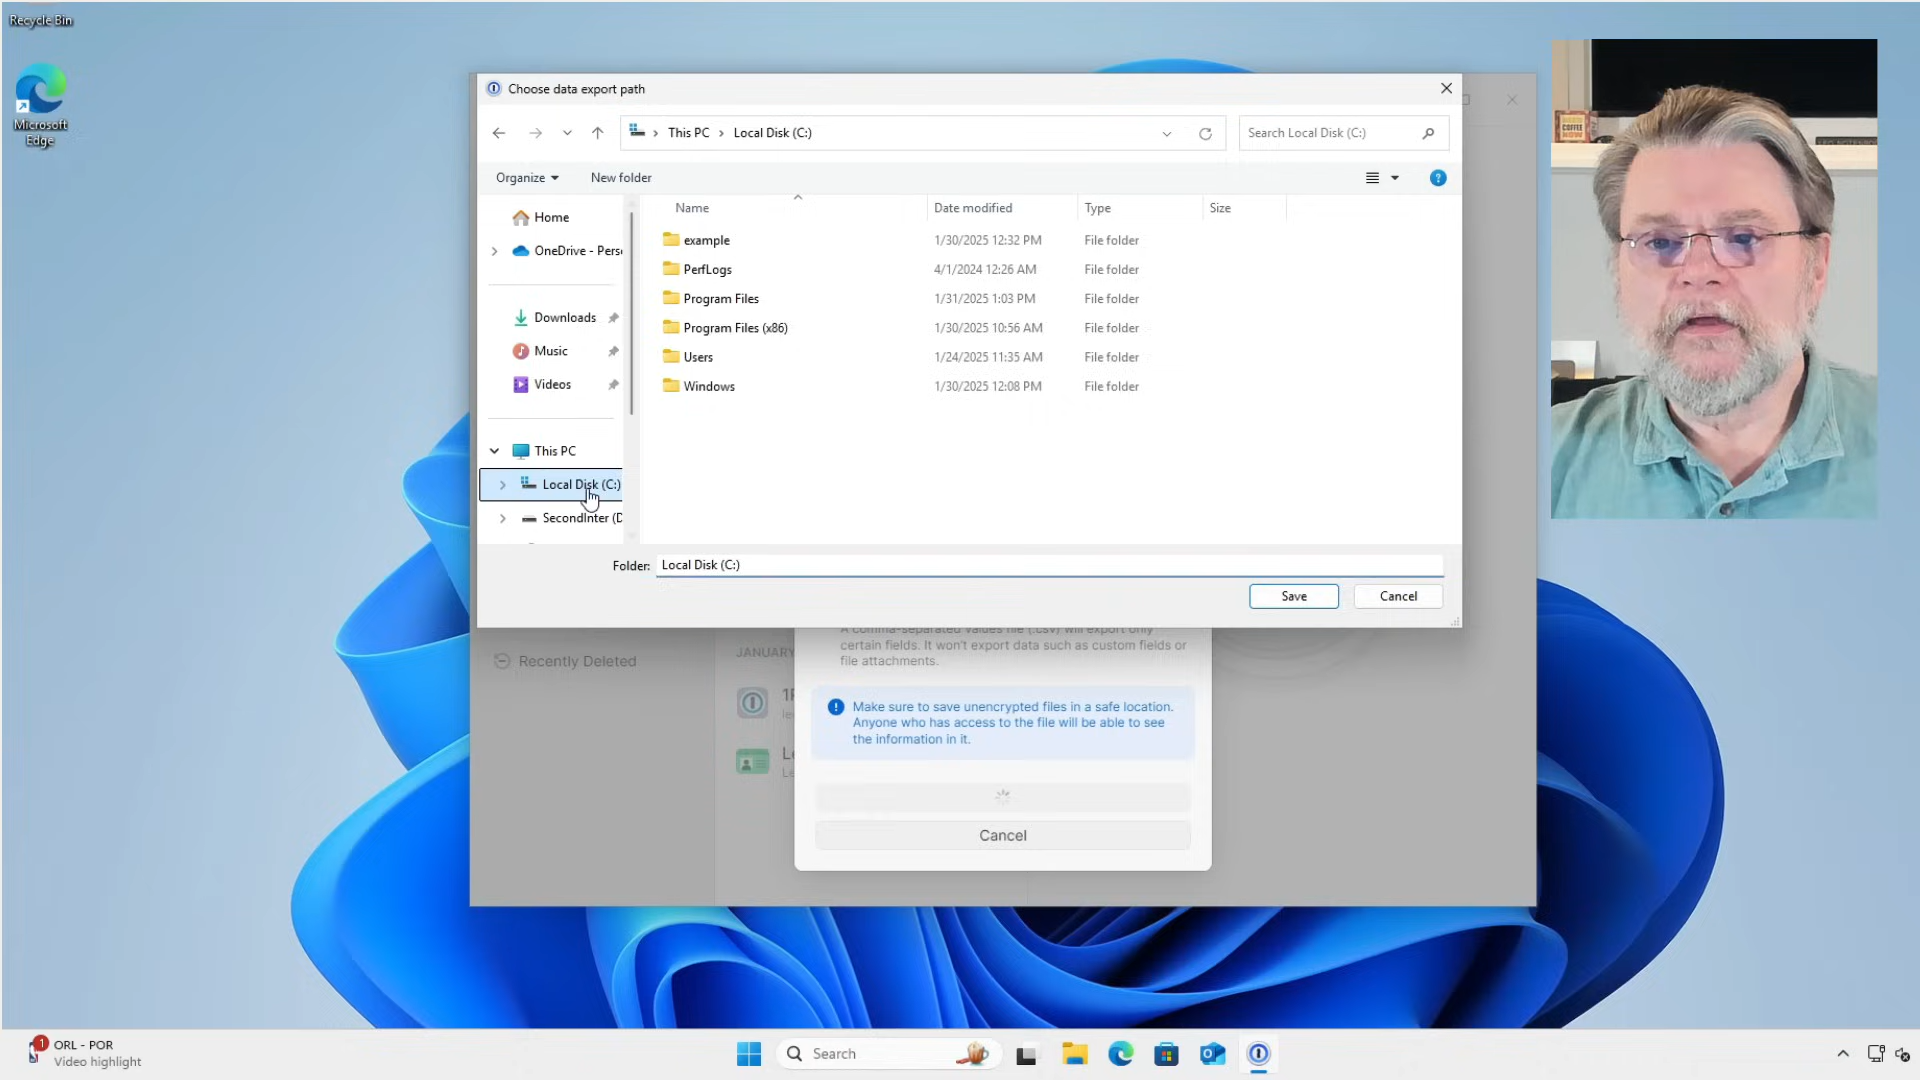 Recycle Bin
Microsoft
Edge
Choose data export path
This PC
Local Disk (C:)
Search Local Disk (C:)
Organize
New folder
Name
Date modified
Type
Size
Home
OneDrive - Pers
Downloads
Music
Videos
This PC
Local Disk (C:)
SecondInter (D
example
1/30/2025 12:32 PM
File folder
PerfLogs
4/1/2024 12:26 AM
File folder
Program Files
1/31/2025 1:03 PM
File folder
Program Files (x86)
1/30/2025 10:56 AM
File folder
Users
1/24/2025 11:35 AM
File folder
Windows
1/30/2025 12:08 PM
File folder
Folder:
Local Disk (C:)
Save
Cancel
Recently Deleted
JANUARY
A comma-separated values file (.csv) will export only
certain fields. It won't export data such as custom fields or
file attachments.
Make sure to save unencrypted files in a safe location.
Anyone who has access to the file will be able to see
the information in it.
Cancel
COFFEE
NOW
1
ORL - POR
Video highlight
Search